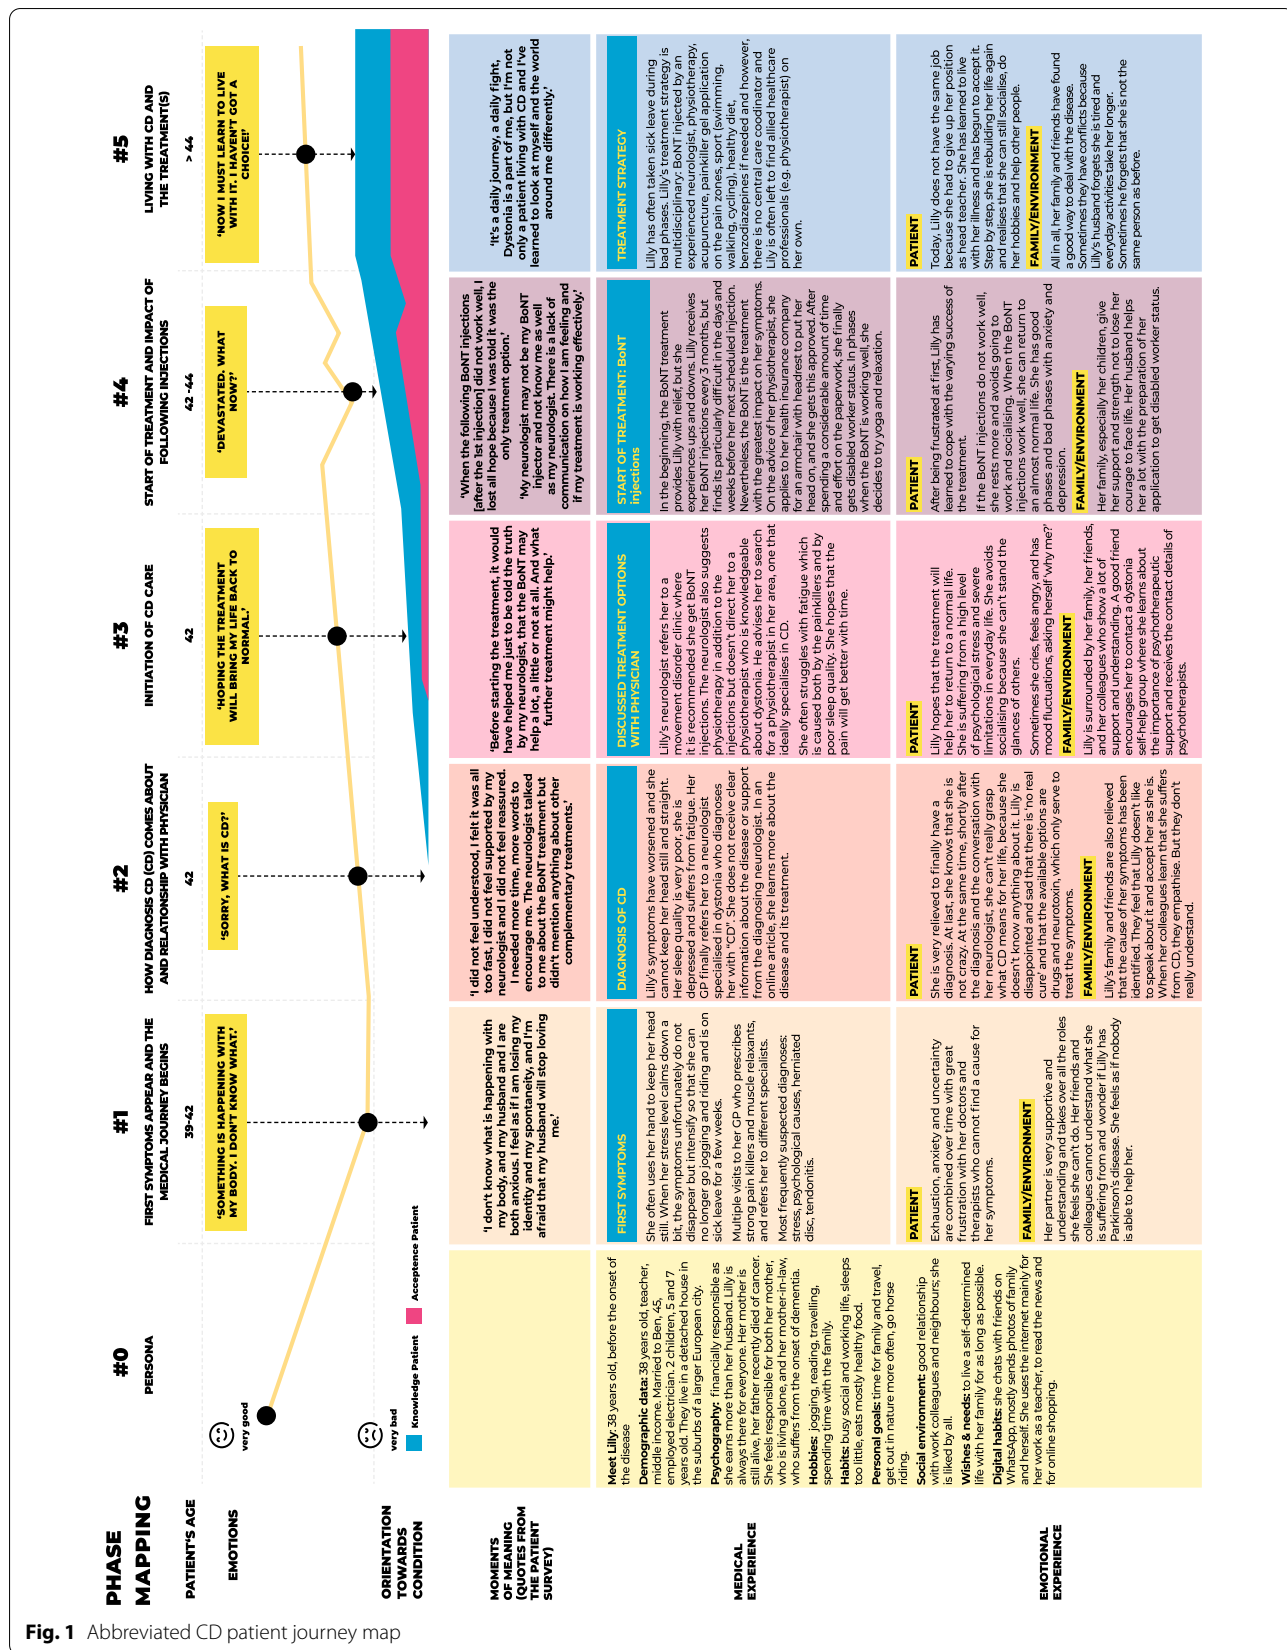 PHASE
MAPPING
#0
PERSONA
#1
FIRST SYMPTOMS APPEAR AND THE
MEDICAL JOURNEY BEGINS
#2
HOW DIAGNOSIS CD (CD) COMES ABOUT
AND RELATIONSHIP WITH PHYSICIAN
#3
INITIATION OF CD CARE
#4
START OF TREATMENT AND IMPACT OF
FOLLOWING INJECTIONS
#5
LIVING WITH CD AND
THE TREATMENT(S)
PATIENT'S AGE
39-42
42
42
42 -44
> 44
EMOTIONS
very good
very bad
‘SOMETHING IS HAPPENING WITH
MY BODY. I DON'T KNOW WHAT.’
‘SORRY, WHAT IS CD?’
‘HOPING THE TREATMENT
WILL BRING MY LIFE BACK TO
NORMAL.’
‘DEVASTATED. WHAT
NOW?’
‘NOW I MUST LEARN TO LIVE
WITH IT. I HAVEN'T GOT A
CHOICE!’
ORIENTATION
TOWARDS
CONDITION
Knowledge Patient
Acceptence Patient
MOMENTS
OF MEANING
(QUOTES FROM
THE PATIENT
SURVEY)
‘I don't know what is happening with
my body, and my husband and I are
both anxious. I feel as if I am losing my
identity and my spontaneity, and I'm
afraid that my husband will stop loving
me.’
‘I did not feel understood, I felt it was all
too fast, I did not feel supported by my
neurologist and I did not feel reassured.
I needed more time, more words to
encourage me. The neurologist talked
to me about the BoNT treatment but
didn't mention anything about other
complementary treatments.’
‘Before starting the treatment, it would
have helped me just to be told the truth
by my neurologist, that the BoNT may
help a lot, a little or not at all. And what
further treatment might help.’
‘When the following BoNT injections
[after the 1st injection] did not work well, I
lost all hope because I was told it was the
only treatment option.’
‘My neurologist may not be my BoNT
injector and not know me as well
as my neurologist. There is a lack of
communication on how I am feeling and
if my treatment is working effectively.’
‘It's a daily journey, a daily fight,
Dystonia is a part of me, but I'm not
only a patient living with CD and I've
learned to look at myself and the world
around me differently.’
MEDICAL
EXPERIENCE
Meet Lilly: 38 years old, before the onset of
the disease
Demographic data: 38 years old, teacher,
middle income. Married to Ben, 45,
employed electrician. 2 children, 5 and 7
years old. They live in a detached house in
the suburbs of a larger European city.
Psychography: financially responsible as
she earns more than her husband. Lilly is
always there for everyone. Her mother is
still alive, her father recently died of cancer.
She feels responsible for both her mother,
who is living alone, and her mother-in-law,
who suffers from the onset of dementia.
Hobbies: jogging, reading, travelling,
spending time with the family.
Habits: busy social and working life, sleeps
too little, eats mostly healthy food.
Personal goals: time for family and travel,
get out in nature more often, go horse
riding.
Social environment: good relationship
with work colleagues and neighbours; she
is liked by all.
Wishes & needs: to live a self-determined
life with her family for as long as possible.
Digital habits: she chats with friends on
WhatsApp, mostly sends photos of family
and herself. She uses the internet mainly for
her work as a teacher, to read the news and
for online shopping.
FIRST SYMPTOMS
She often uses her hand to keep her head
still. When her stress level calms down a
bit, the symptoms unfortunately do not
disappear but intensify so that she can
no longer go jogging and riding and is on
sick leave for a few weeks.
Multiple visits to her GP who prescribes
strong pain killers and muscle relaxants,
and refers her to different specialists.
Most frequently suspected diagnoses:
stress, psychological causes, herniated
disc, tendonitis.
DIAGNOSIS OF CD
Lilly's symptoms have worsened and she
cannot keep her head still and straight.
Her sleep quality is very poor, she is
depressed and suffers from fatigue. Her
GP finally refers her to a neurologist
specialised in dystonia who diagnoses
her with “CD”. She does not receive clear
information about the disease or support
from the diagnosing neurologist. In an
online article, she learns more about the
disease and its treatment.
DISCUSSED TREATMENT OPTIONS
WITH PHYSICIAN
Lilly's neurologist refers her to a
movement disorder clinic where
it is recommended she get BoNT
injections. The neurologist also suggests
physiotherapy in addition to the
injections but doesn't direct her to a
physiotherapist who is knowledgeable
about dystonia. He advises her to search
for a physiotherapist in her area, one that
ideally specialises in CD.
She often struggles with fatigue which
is caused both by the painkillers and by
poor sleep quality. She hopes that the
pain will get better with time.
START OF TREATMENT: BoNT
injections
In the beginning, the BoNT treatment
provides Lilly with relief, but she
experiences ups and downs. Lilly receives
her BoNT injections every 3 months, but
finds its particularly difficult in the days and
weeks before her next scheduled injection.
Nevertheless, the BoNT is the treatment
with the greatest impact on her symptoms.
On the advice of her physiotherapist, she
applies to her health insurance company
for an armchair with headrest to put her
head on, and she gets this approved. After
spending a considerable amount of time
and effort on the paperwork, she finally
gets disabled worker status. In phases
when the BoNT is working well, she
decides to try yoga and relaxation.
TREATMENT STRATEGY
Lilly has often taken sick leave during
bad phases. Lilly's treatment strategy is
multidisciplinary: BoNT injected by an
experienced neurologist, physiotherapy,
acupuncture, painkiller gel application
on the pain zones, sport (swimming,
walking, cycling), healthy diet,
benzodiazepines if needed and however,
there is no central care coordinator and
Lilly is often left to find allied healthcare
professionals (e.g. physiotherapist) on
her own.
EMOTIONAL
EXPERIENCE
PATIENT
Exhaustion, anxiety and uncertainty
are combined over time with great
frustration with her doctors and
therapists who cannot find a cause for
her symptoms.
FAMILY/ENVIRONMENT
Her partner is very supportive and
understanding and takes over all the roles
she feels she can't do. Her friends and
colleagues cannot understand what she
is suffering from and wonder if Lilly has
Parkinson's disease. She feels as if nobody
is able to help her.
PATIENT
She is very relieved to finally have a
diagnosis. At last, she knows that she is
not crazy. At the same time, shortly after
the diagnosis and the conversation with
her neurologist, she can't really grasp
what CD means for her life, because she
doesn't know anything about it. Lilly is
disappointed and sad that there is ‘no real
cure’ and that the available options are
drugs and neurotoxin, which only serve to
treat the symptoms.
FAMILY/ENVIRONMENT
Lilly's family and friends are also relieved
that the cause of her symptoms has been
identified. They feel that Lilly doesn't like
to speak about it and accept her as she is.
When her colleagues learn that she suffers
from CD, they empathise. But they don't
really understand.
PATIENT
Lilly hopes that the treatment will
help her to return to a normal life.
She is suffering from a high level
of psychological stress and severe
limitations in everyday life. She avoids
socialising because she can't stand the
glances of others.
Sometimes she cries, feels angry, and has
mood fluctuations, asking herself ‘why me?’
FAMILY/ENVIRONMENT
Lilly is surrounded by her family, her friends,
and her colleagues who show a lot of
support and understanding. A good friend
encourages her to contact a dystonia
self-help group where she learns about
the importance of psychotherapeutic
support and receives the contact details of
psychotherapists.
PATIENT
After being frustrated at first, Lilly has
learned to cope with the varying success of
the treatment.
If the BoNT injections do not work well,
she rests more and avoids going to
work and socialising. When the BoNT
injections work well, she can return to
an almost normal life. She has good
phases and bad phases with anxiety and
depression.
FAMILY/ENVIRONMENT
Her family, especially her children, give
her support and strength not to lose her
courage to face life. Her husband helps
her a lot with the preparation of her
application to get disabled worker status.
PATIENT
Today, Lilly does not have the same job
because she had to give up her position
as head teacher. She has learned to live
with her illness and has begun to accept it.
Step by step, she is rebuilding her life again
and realises that she can still socialise, do
her hobbies and help other people.
FAMILY/ENVIRONMENT
All in all, her family and friends have found
a good way to deal with the disease.
Sometimes they have conflicts because
Lilly's husband forgets she is tired and
everyday activities take her longer.
Sometimes he forgets that she is not the
same person as before.
Fig. 1 Abbreviated CD patient journey map